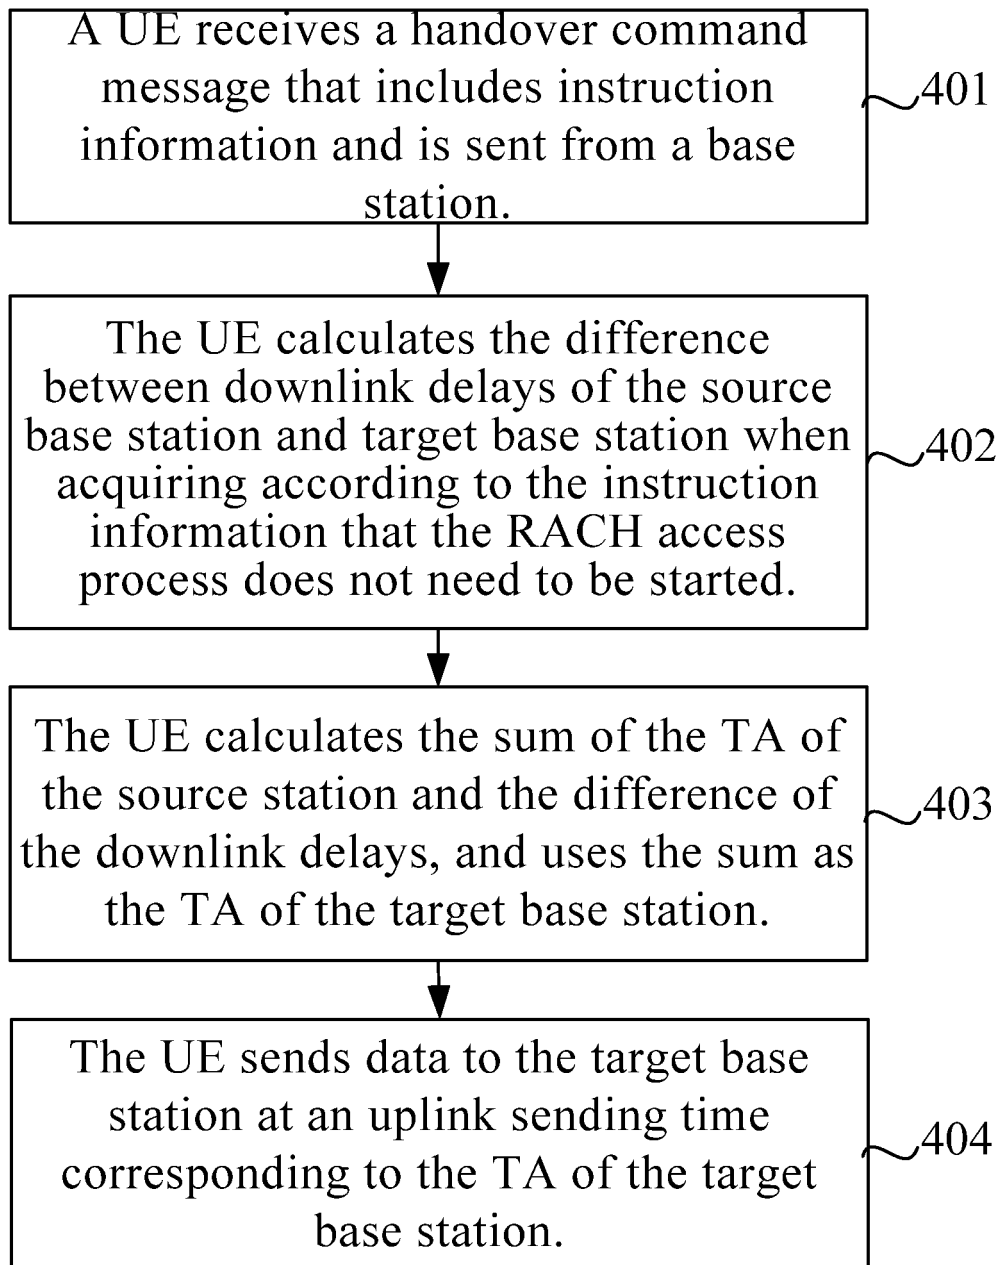 A UE receives a handover command
message that includes instruction
information and is sent from a base
station.
401
The UE calculates the difference
between downlink delays of the source
base station and target base station when
acquiring according to the instruction
information that the RACH access
process does not need to be started.
402
The UE calculates the sum of the TA of
the source station and the difference of
the downlink delays, and uses the sum as
the TA of the target base station.
403
The UE sends data to the target base
station at an uplink sending time
corresponding to the TA of the target
base station.
404